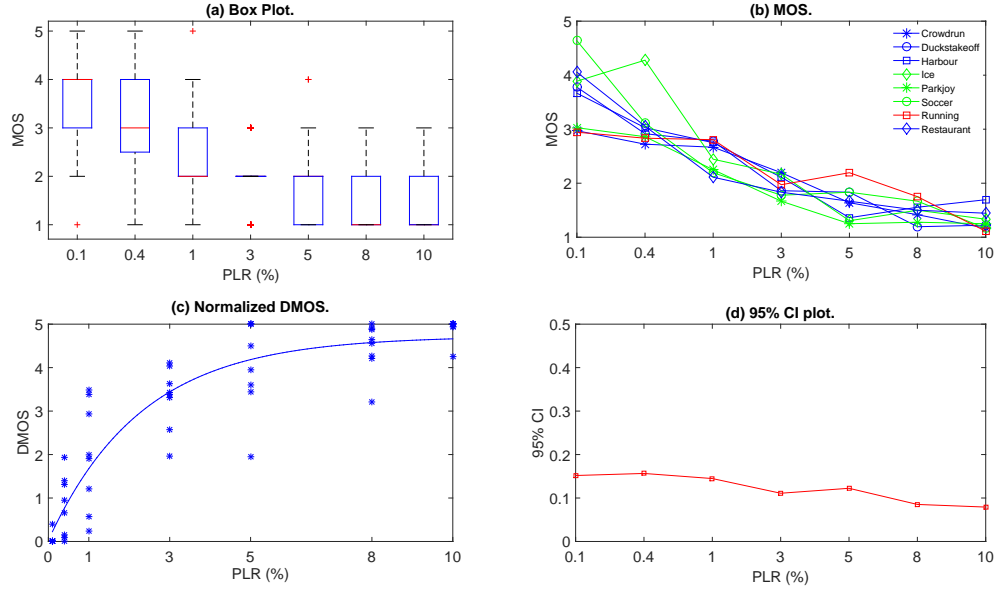 (a) Box Plot.
5
4
3
2
1
MOS
0.1 0.4 1 3 5 8 10
PLR (%)
(b) MOS.
5
4
3
2
1
MOS
Crowdrun
Duckstakeoff
Harbour
Ice
Parkjoy
Soccer
Running
Restaurant
0.1 0.4 1 3 5 8 10
PLR (%)
(c) Normalized DMOS.
5
4
3
2
1
0
DMOS
0 1 3 5 8 10
PLR (%)
(d) 95% CI plot.
0.5
0.4
0.3
0.2
0.1
0
95% CI
0.1 0.4 1 3 5 8 10
PLR (%)